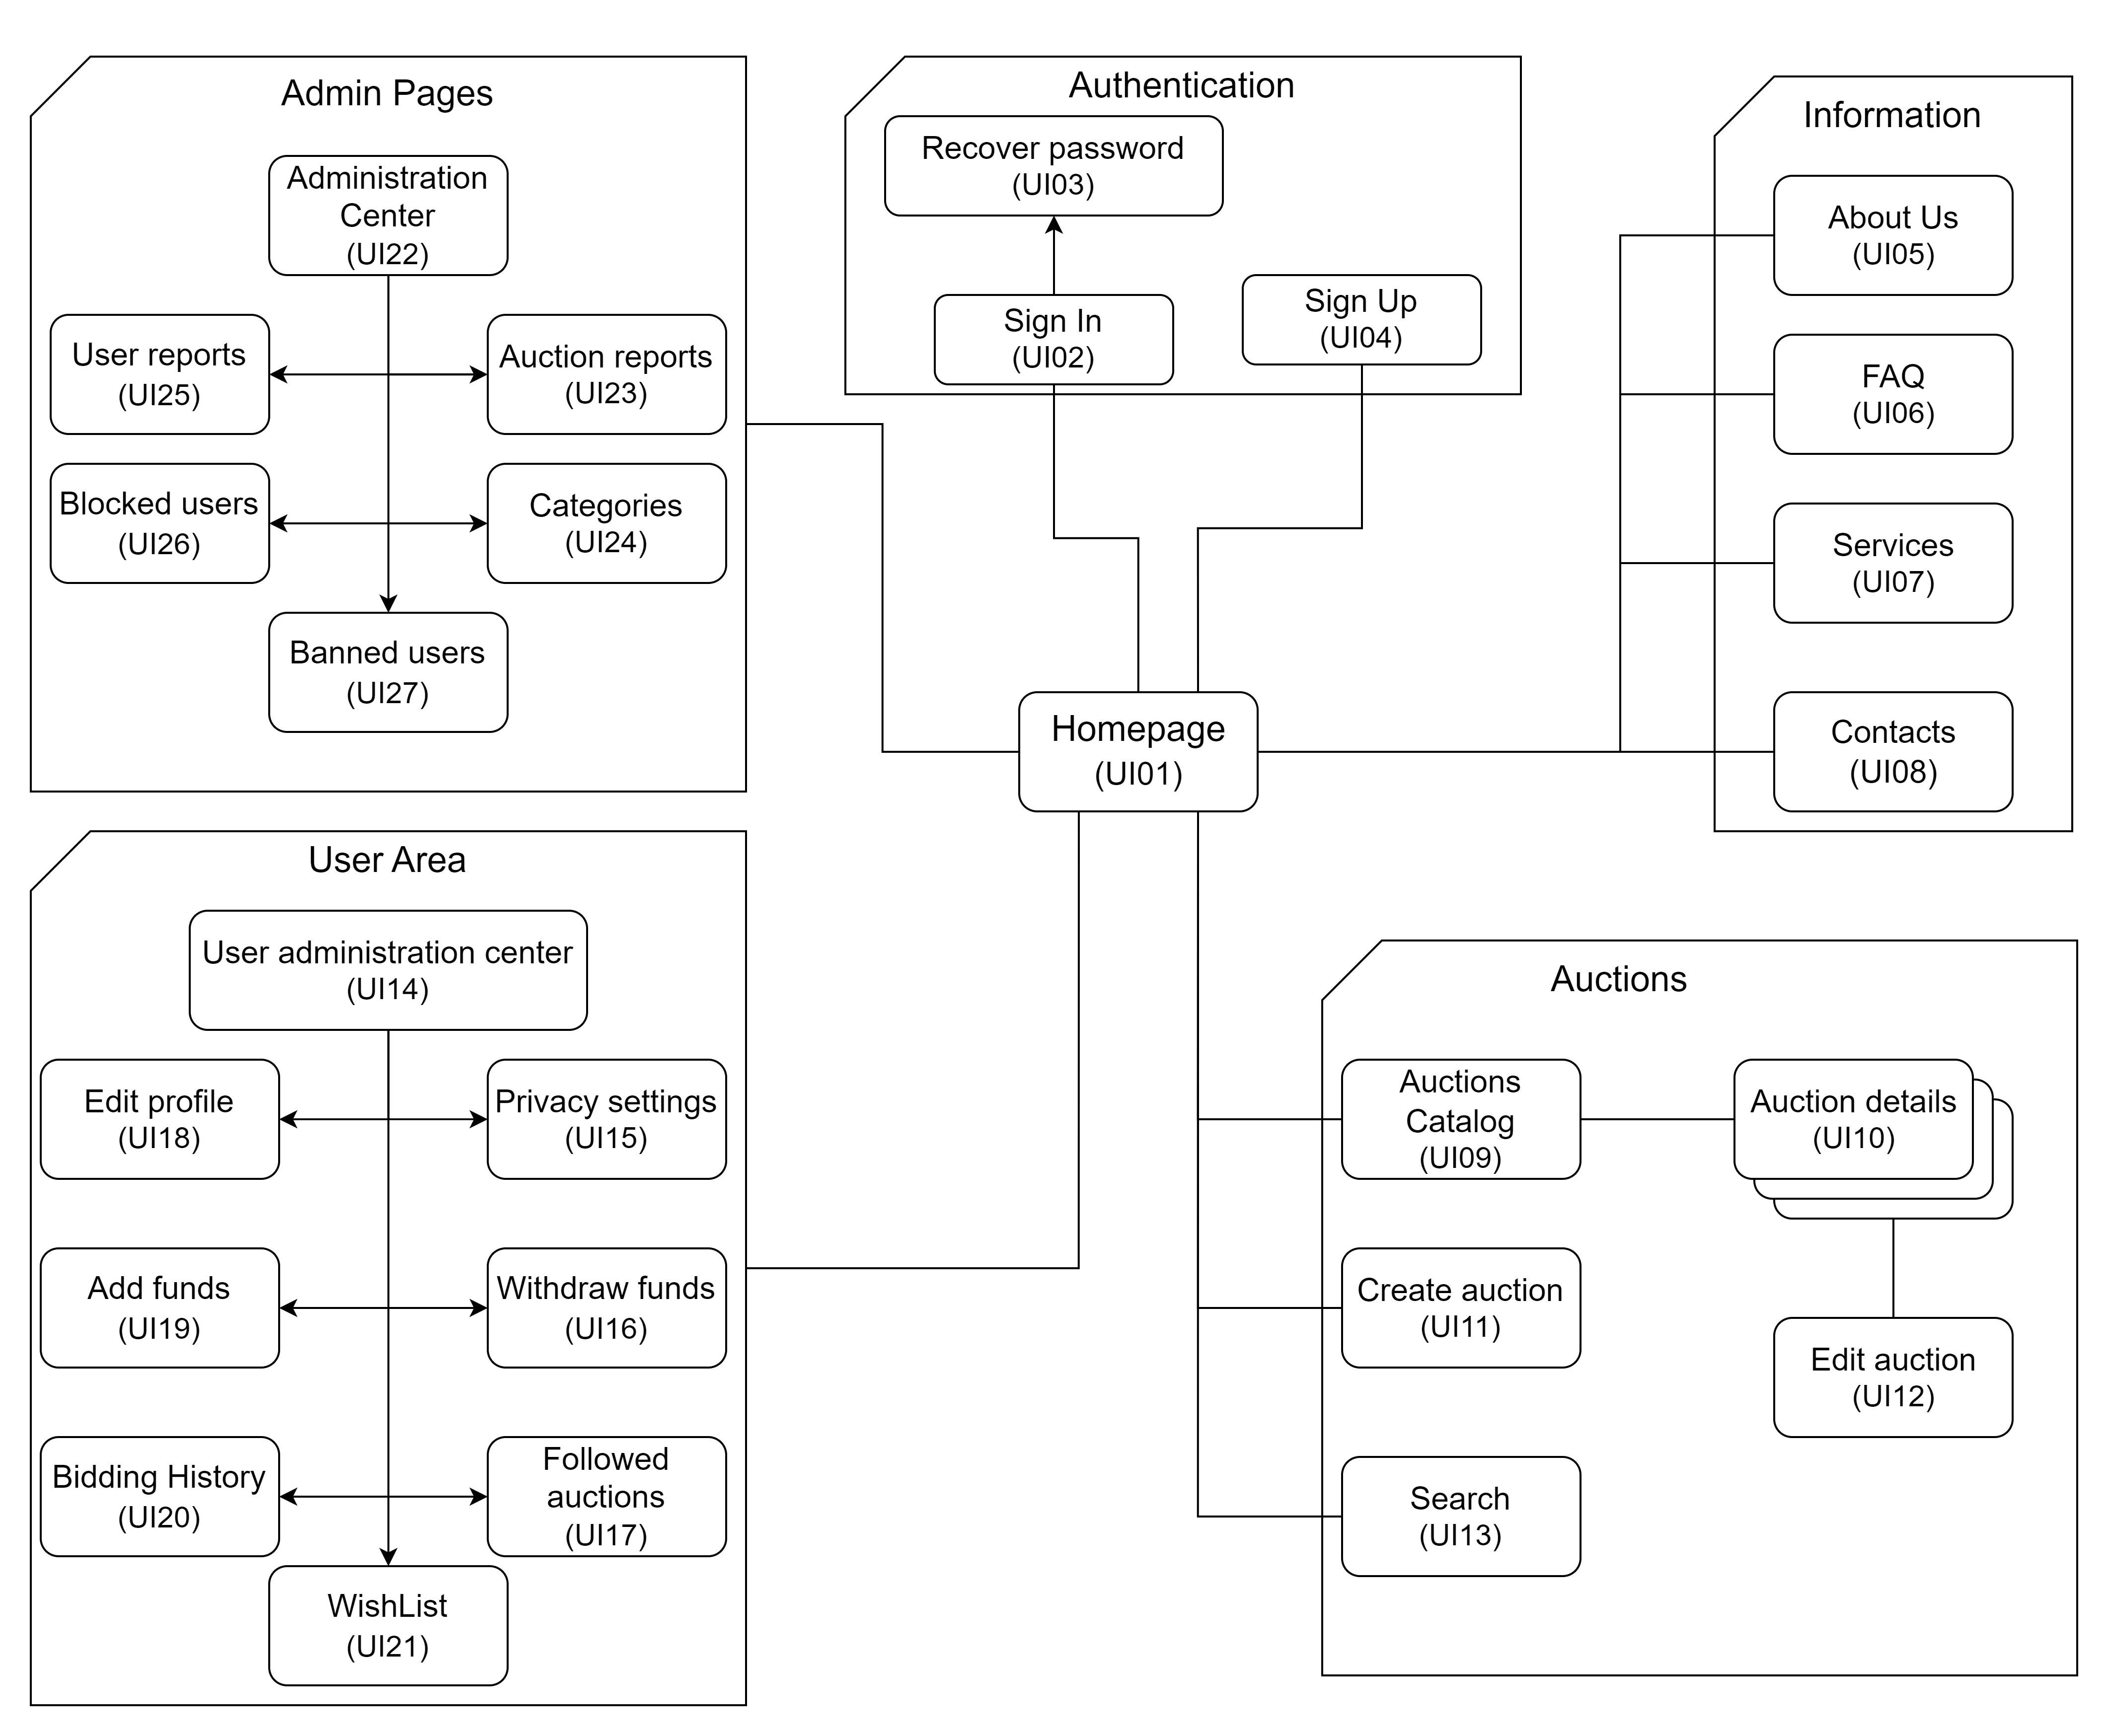 Admin Pages
Administration
Center
(UI22)
User reports
(UI25)
Auction reports
(UI23)
Blocked users
(UI26)
Categories
(UI24)
Banned users
(UI27)
Authentication
Recover password
(UI03)
Sign In
(UI02)
Sign Up
(UI04)
Information
About Us
(UI05)
FAQ
(UI06)
Services
(UI07)
Contacts
(UI08)
Homepage
(UI01)
User Area
User administration center
(UI14)
Edit profile
(UI18)
Privacy settings
(UI15)
Add funds
(UI19)
Withdraw funds
(UI16)
Bidding History
(UI20)
Followed
auctions
(UI17)
WishList
(UI21)
Auctions
Auctions
Catalog
(UI09)
Auction details
(UI10)
Create auction
(UI11)
Edit auction
(UI12)
Search
(UI13)